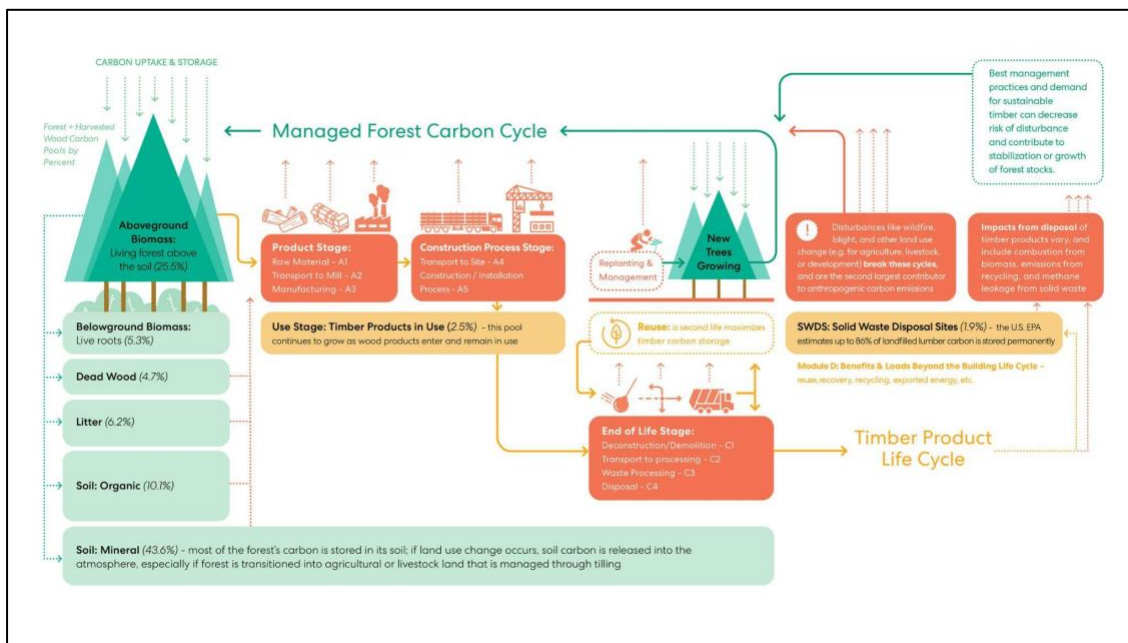 CARBON UPTAKE & STORAGE
Forest + Harvested
Wood Carbon
Pools by
Percent
Managed Forest Carbon Cycle
Best management
practices and demand
for sustainable
timber can decrease
risk of disturbance
and contribute to
stabilization or growth
of forest stocks.
Aboveground
Biomass:
Living forest above
the soil (25.5%)
Product Stage:
Raw Material - A1
Transport to Mill - A2
Manufacturing - A3
Construction Process Stage:
Transport to Site - A4
Construction / Installation
Process - A5
Replanting &
Management
New
Trees
Growing
! Disturbances like wildfire,
blight, and other land use
change (e.g. for agriculture, livestock,
or development) break these cycles,
and are the second largest contributor
to anthropogenic carbon emissions
Impacts from disposal of
timber products vary, and
include combustion from
biomass, emissions from
recycling, and methane
leakage from solid waste
Belowground Biomass:
Live roots (5.3%)
Use Stage: Timber Products in Use (2.5%) - this pool
continues to grow as wood products enter and remain in use
Reuse: a second life maximizes
timber carbon storage
SWDS: Solid Waste Disposal Sites (1.9%) - the U.S. EPA
estimates up to 86% of landfilled lumber carbon is stored permanently
Module D: Benefits & Loads Beyond the Building Life Cycle -
reuse, recovery, recycling, exported energy, etc.
Dead Wood (4.7%)
Litter (6.2%)
End of Life Stage:
Deconstruction/Demolition - C1
Transport to processing - C2
Waste Processing - C3
Disposal - C4
Timber Product
Life Cycle
Soil: Organic (10.1%)
Soil: Mineral (43.6%) - most of the forest's carbon is stored in its soil; if land use change occurs, soil carbon is released into the
atmosphere, especially if forest is transitioned into agricultural or livestock land that is managed through tilling